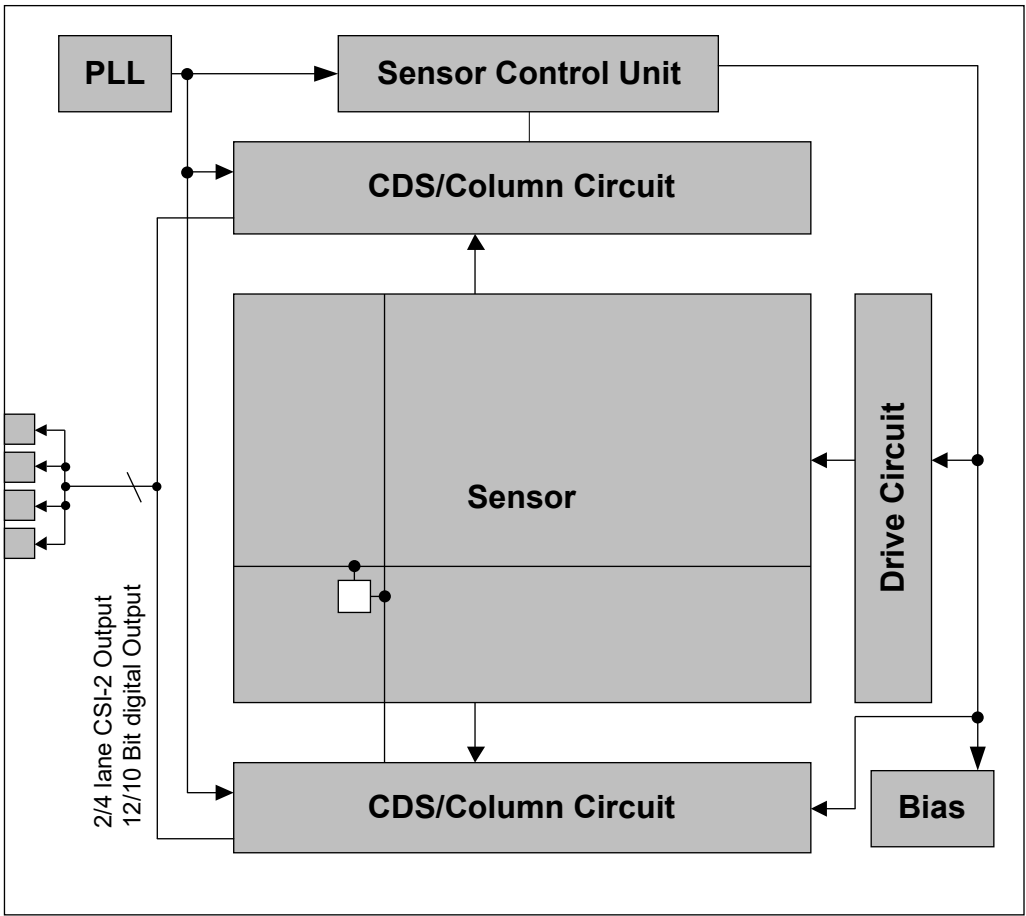 PLL
Sensor Control Unit
CDS/Column Circuit
Sensor
Drive Circuit
2/4 lane CSI-2 Output
12/10 Bit digital Output
CDS/Column Circuit
Bias